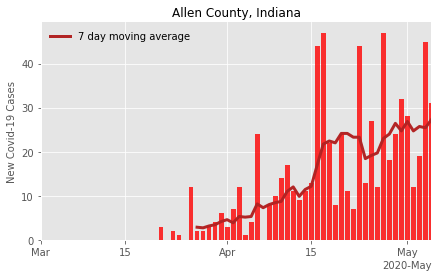 Allen County, Indiana
7 day moving average
New Covid-19 Cases
40
30
20
10
0
Mar
15
Apr
15
May
2020-May